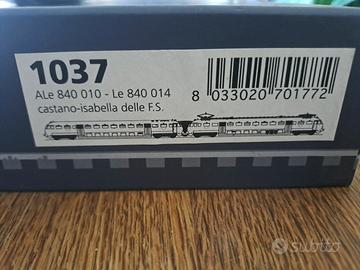 1037
ALe 840 010 - Le 840 014
castano-isabella delle F.S.
8 033020 701772
subito